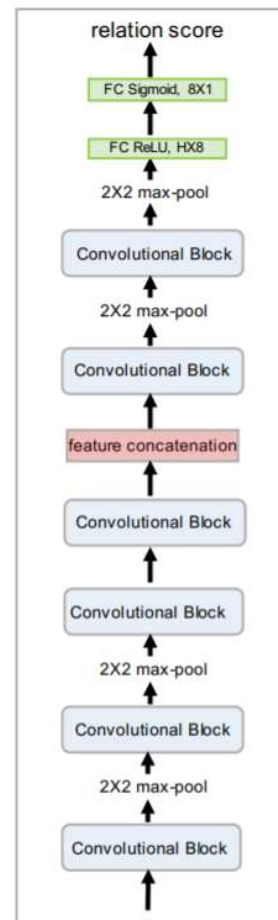 relation score
FC Sigmoid, 8X1
FC ReLU, HX8
2X2 max-pool
Convolutional Block
2X2 max-pool
Convolutional Block
feature concatenation
Convolutional Block
Convolutional Block
2X2 max-pool
Convolutional Block
2X2 max-pool
Convolutional Block